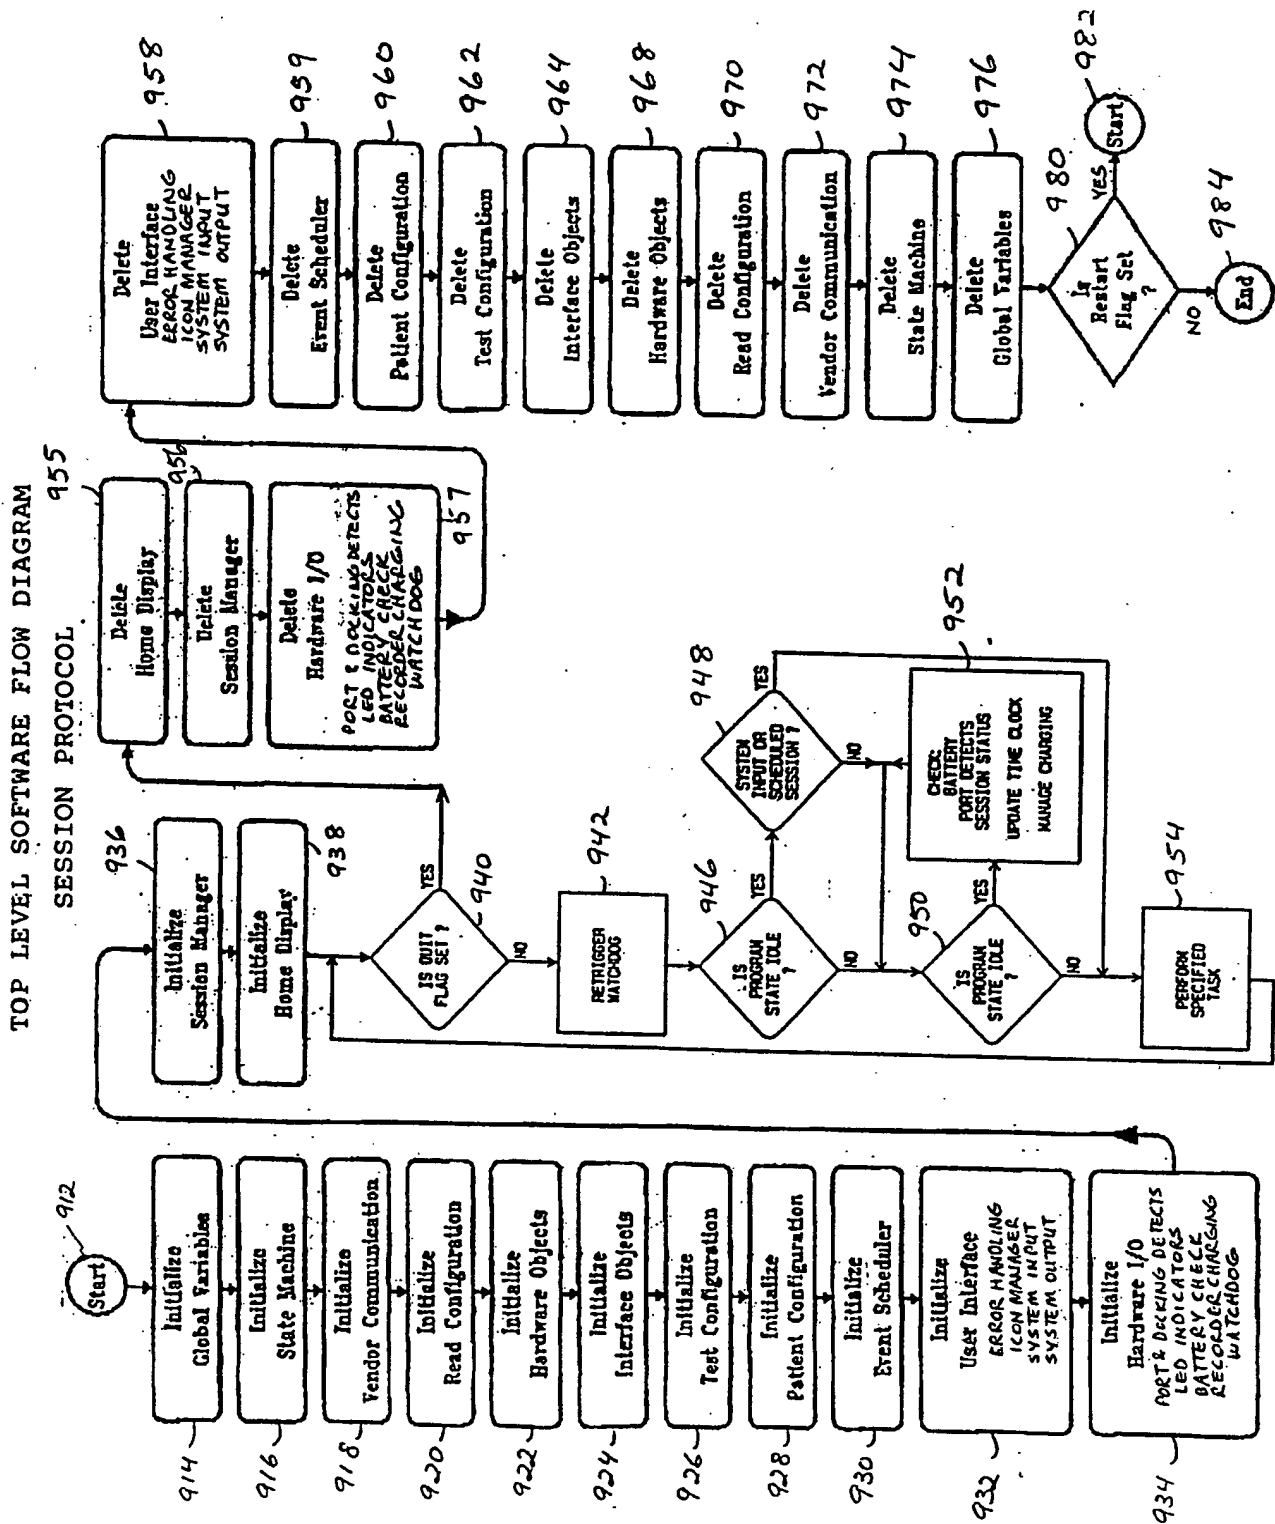 TOP LEVEL SOFTWARE FLOW DIAGRAM
SESSION PROTOCOL
Start
912
Initialize
Global Variables
914
Initialize
State Machine
916
Initialize
Vendor Communication
918
Initialize
Read Configuration
920
Initialize
Hardware Objects
922
Initialize
Interface Objects
924
Initialize
Test Configuration
926
Initialize
Patient Configuration
928
Initialize
Event Scheduler
930
Initialize
User Interface
ERROR HANDLING
ICON MANAGER
SYSTEM INPUT
SYSTEM OUTPUT
932
Initialize
Hardware I/O
PORT & DOCKING DETECTS
LED INDICATORS
BATTERY CHECK
RECORDER CHARGING
WATCHDOG
934
Initialize
Session Manager
936
Initialize
Home Display
938
IS QUIT
FLAG SET ?
YES
940
NO
RETRIGGER
WATCHDOG
942
IS
PROGRAM
STATE IDLE
?
946
YES
NO
SYSTEM
INPUT OR
SCHEDULED
SESSION ?
948
YES
NO
IS
PROGRAM
STATE IDLE
?
950
YES
NO
CHECK:
BATTERY
PORT DETECTS
SESSION STATUS
UPDATE TIME CLOCK
MANAGE CHARGING
952
PERFORM
SPECIFIED
TASK
954
Delete
Home Display
955
Delete
Session Manager
956
Delete
Hardware I/O
PORT & DOCKING DETECTS
LED INDICATORS
BATTERY CHECK
RECORDER CHARGING
WATCHDOG
957
Delete
User Interface
ERROR HANDLING
ICON MANAGER
SYSTEM INPUT
SYSTEM OUTPUT
958
Delete
Event Scheduler
959
Delete
Patient Configuration
960
Delete
Test Configuration
962
Delete
Interface Objects
964
Delete
Hardware Objects
968
Delete
Read Configuration
970
Delete
Vendor Communication
972
Delete
State Machine
974
Delete
Global Variables
976
Is
Restart
Flag Set
?
980
YES
Start
982
NO
End
984